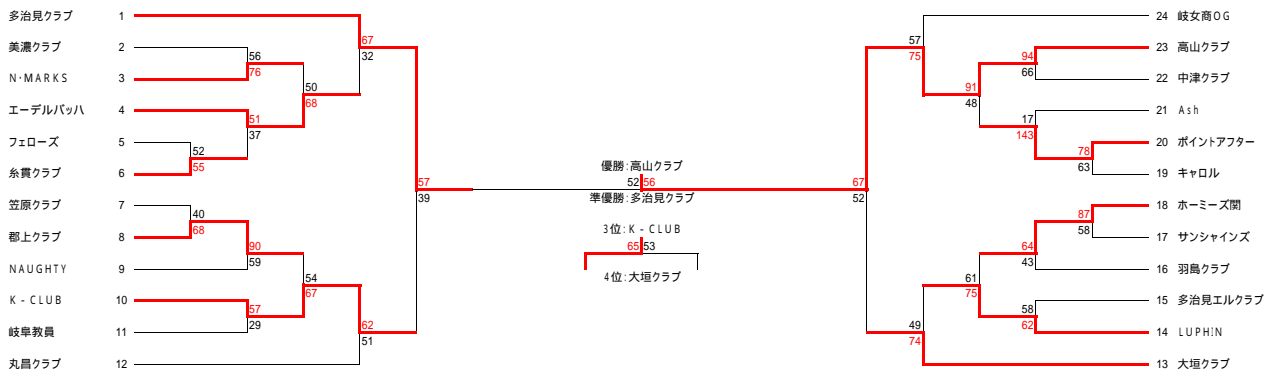 多治見クラブ 1
美濃クラブ 2
N･MARKS 3
エーデルバッハ 4
フェローズ 5
糸貫クラブ 6
笠原クラブ 7
郡上クラブ 8
NAUGHTY 9
K - CLUB 10
岐阜教員 11
丸昌クラブ 12
56
76
51
37
52
55
50
68
67
32
40
68
90
59
57
29
54
67
62
51
57
39
優勝:高山クラブ
52 56
準優勝:多治見クラブ
3位:K - CLUB
65 53
4位:大垣クラブ
67
52
57
75
91
48
94
66
17
143
78
63
87
58
64
43
61
75
58
62
49
74
24 岐女商OG
23 高山クラブ
22 中津クラブ
21 Ash
20 ポイントアフター
19 キャロル
18 ホーミーズ関
17 サンシャインズ
16 羽島クラブ
15 多治見エルクラブ
14 LUPHIN
13 大垣クラブ